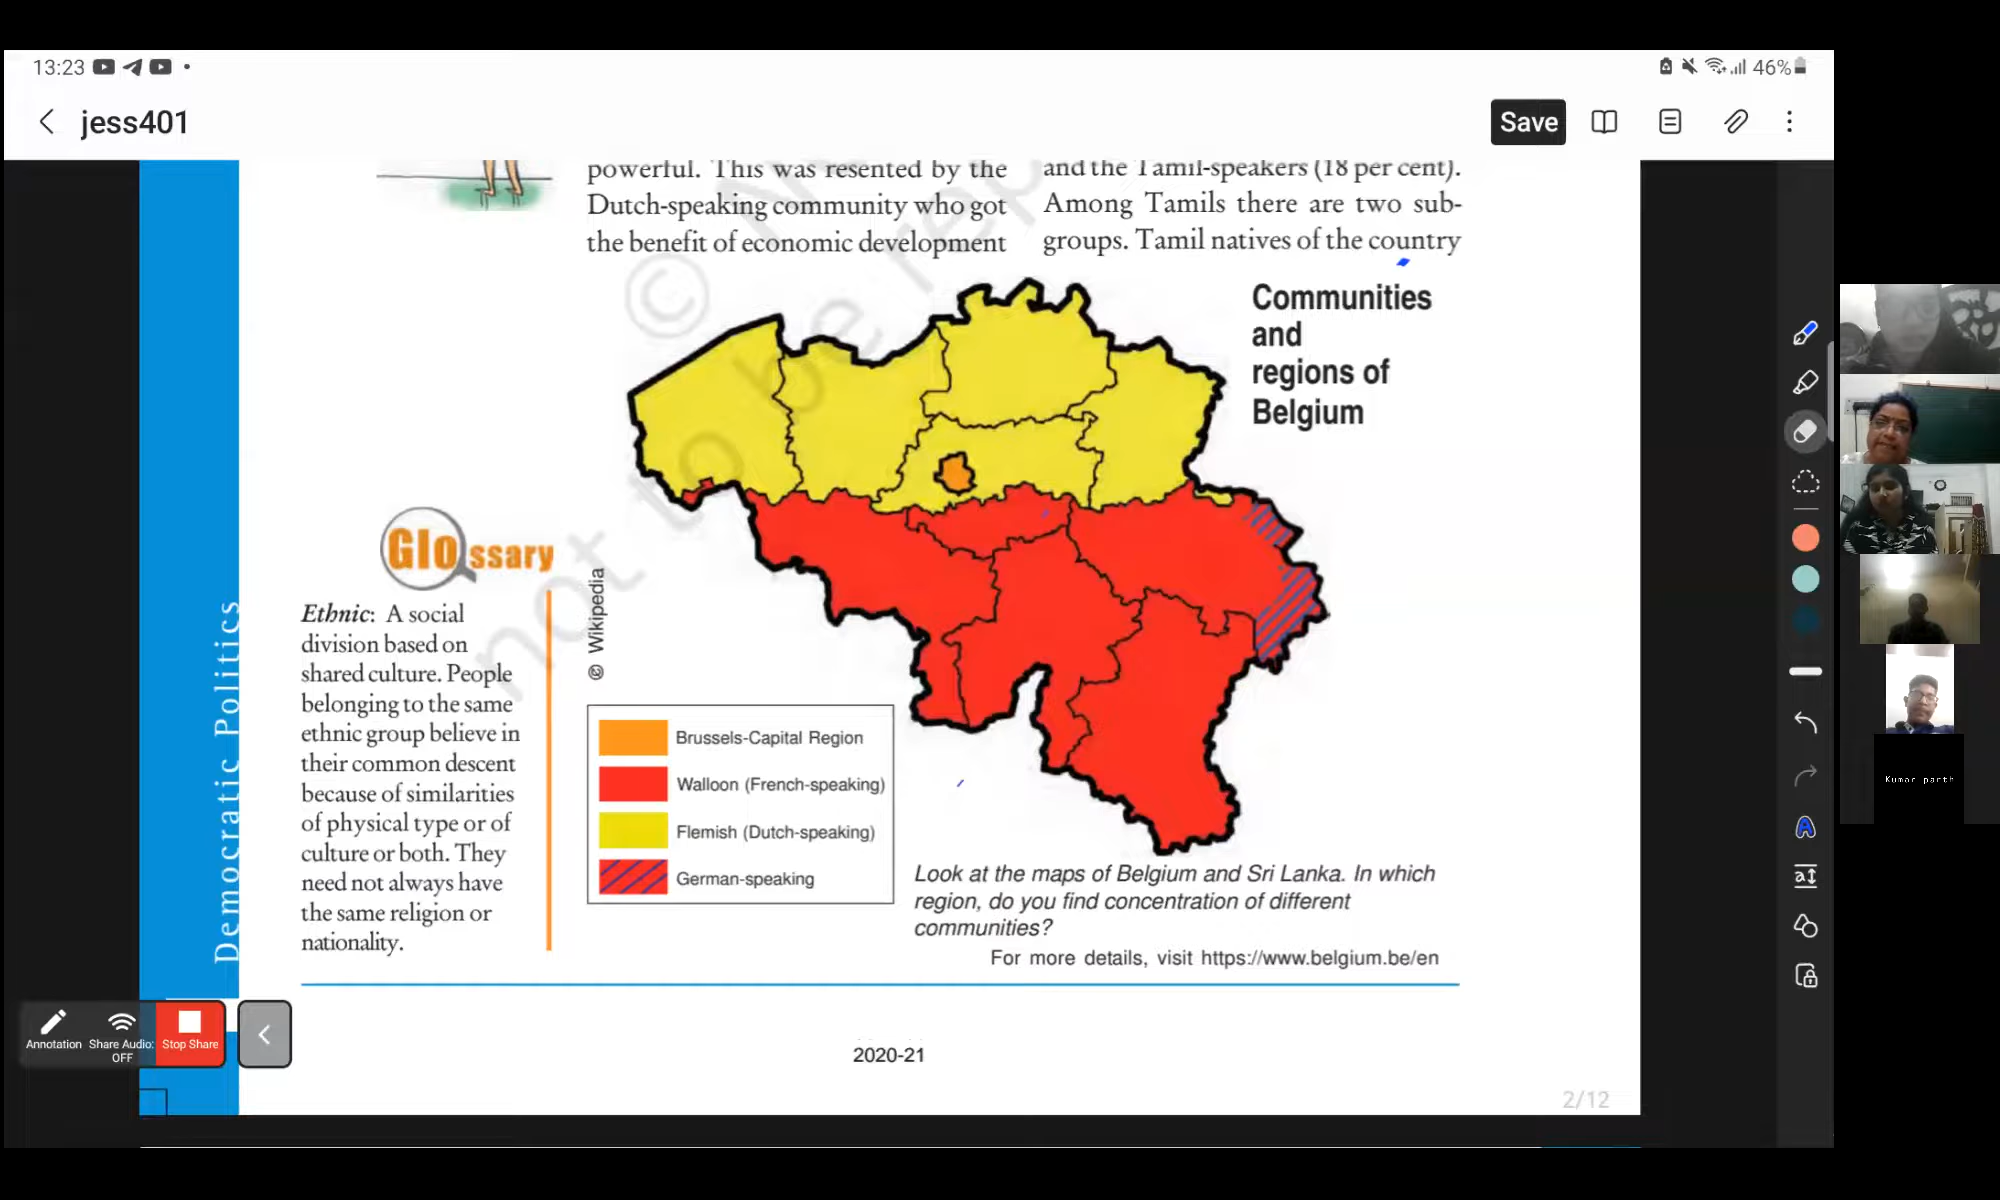 13:23
46%
jess401
Save
powerful. This was resented by the
Dutch-speaking community who got
the benefit of economic development
and the Tamil-speakers (18 per cent).
Among Tamils there are two sub-
groups. Tamil natives of the country
Communities
and
regions of
Belgium
© Wikipedia
Glossary
Ethnic: A social
division based on
shared culture. People
belonging to the same
ethnic group believe in
their common descent
because of similarities
of physical type or of
culture or both. They
need not always have
the same religion or
nationality.
Democratic Politics
Brussels-Capital Region
Walloon (French-speaking)
Flemish (Dutch-speaking)
German-speaking
Look at the maps of Belgium and Sri Lanka. In which
region, do you find concentration of different
communities?
For more details, visit https://www.belgium.be/en
2020-21
2/12
© N
not to be rep
Annotation
Share Audio:
OFF
Stop Share
Kumar parth